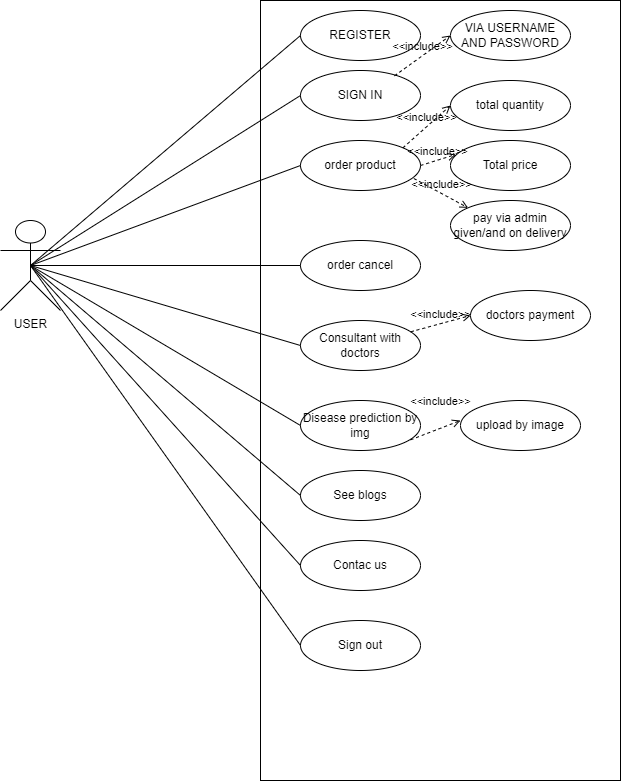 REGISTER
<<include>>
VIA USERNAME
AND PASSWORD
SIGN IN
<<include>>
total quantity
order product
<<include>>
Total price
<<include>>
pay via admin
given/and on delivery
USER
order cancel
<<include>>
doctors payment
Consultant with
doctors
<<include>>
Disease prediction by
img
upload by image
See blogs
Contac us
Sign out